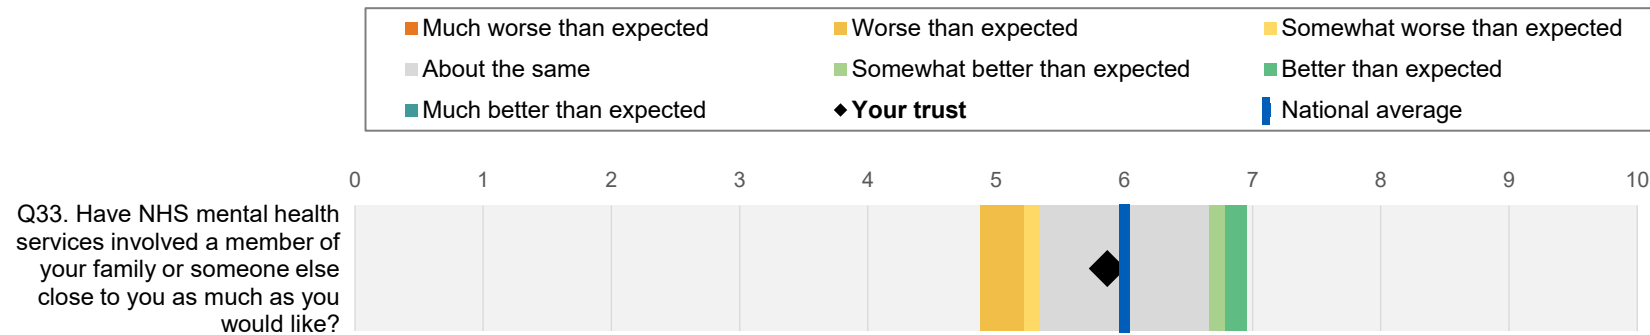 Much worse than expected
Worse than expected
Somewhat worse than expected
About the same
Somewhat better than expected
Better than expected
Much better than expected
Your trust
National average
0 1 2 3 4 5 6 7 8 9 10
Q33. Have NHS mental health
services involved a member of
your family or someone else
close to you as much as you
would like?